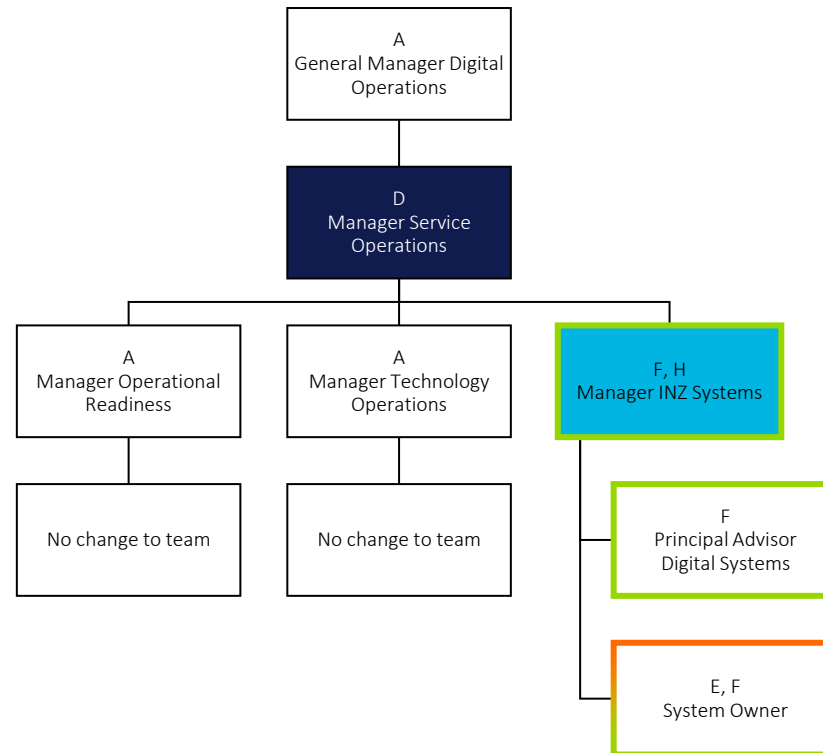 A
General Manager Digital
Operations
D
Manager Service
Operations
A
Manager Operational
Readiness
A
Manager Technology
Operations
F, H
Manager INZ Systems
No change to team
No change to team
F
Principal Advisor
Digital Systems
E, F
System Owner